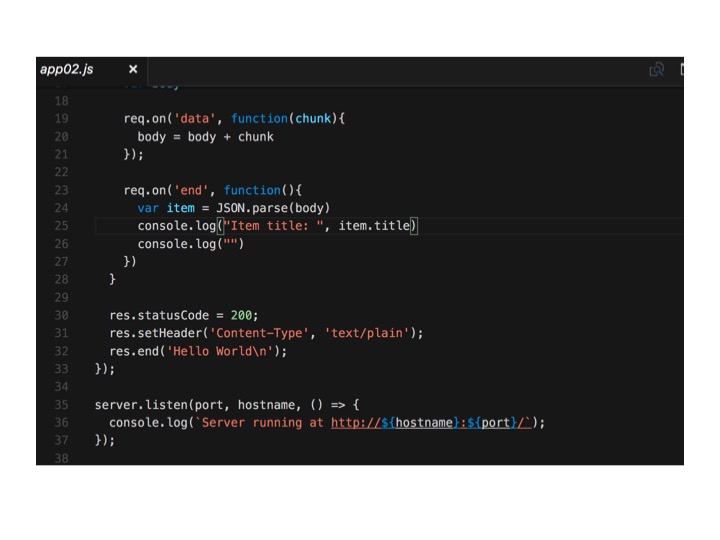 app02.js ×
18
19 req.on('data', function(chunk){
20 body = body + chunk
21 });
22
23 req.on('end', function(){
24 var item = JSON.parse(body)
25 console.log("Item title: ", item.title)
26 console.log("")
27 })
28 }
29
30 res.statusCode = 200;
31 res.setHeader('Content-Type', 'text/plain');
32 res.end('Hello World\n');
33 });
34
35 server.listen(port, hostname, () => {
36 console.log(`Server running at http://${hostname}:${port}/`);
37 });
38